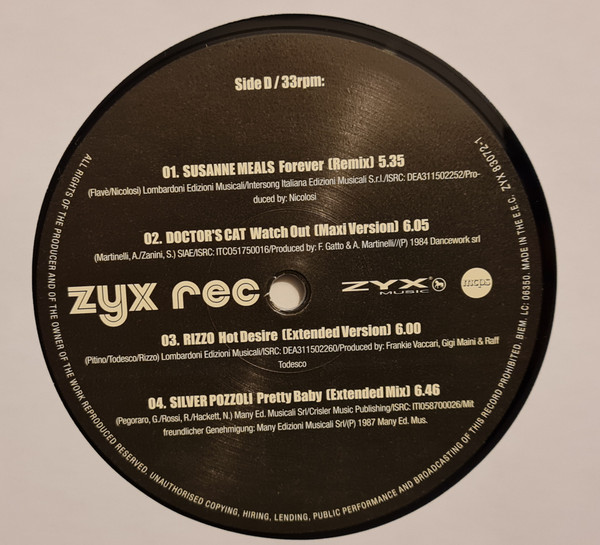 Side D / 33rpm:
01. SUSANNE MEALS Forever (Remix) 5.35
(Flavè/Nicolosi) Lombardoni Edizioni Musicali/Intersong Italiana Edizioni Musicali S.r.l./ISRC: DEA311502252/Pro-
duced by: Nicolosi
02. DOCTOR'S CAT Watch Out (Maxi Version) 6.05
(Martinelli, A./Zanini, S.) SIAE/ISRC: ITC051750016/Produced by: F. Gatto & A. Martinelli//(P) 1984 Dancework srl
zyx rec
ZYX
MUSIC
mcps
03. RIZZO Hot Desire (Extended Version) 6.00
(Pitino/Todesco/Rizzo) Lombardoni Edizioni Musicali/ISRC: DEA311502260/Produced by: Frankie Vaccari, Gigi Maini & Raff
Todesco
04. SILVER POZZOLI Pretty Baby (Extended Mix) 6.46
(Pegoraro, G./Rossi, R./Hackett, N.) Many Ed. Musicali Srl/Crisler Music Publishing/ISRC: ITI058700026/Mit
freundlicher Genehmigung: Many Edizioni Musicali Srl/(P) 1987 Many Ed. Mus.
ALL RIGHTS OF THE PRODUCER AND OF THE OWNER OF THE WORK REPRODUCED RESERVED. UNAUTHORISED COPYING, HIRING, LENDING, PUBLIC PERFORMANCE AND BROADCASTING OF THIS RECORD PROHIBITED. BIEM. LC: 06350. MADE IN THE E.E.C. ZYX 83072-1